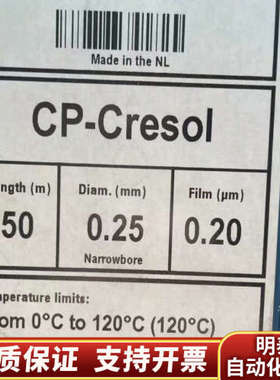 Made in the NL
CP-Cresol
ngth (m) Diam. (mm) Film (µm)
50 0.25 0.20
Narrowbore
perature limits:
om 0°C to 120°C (120°C)
质保证 支持开票
明
自动化